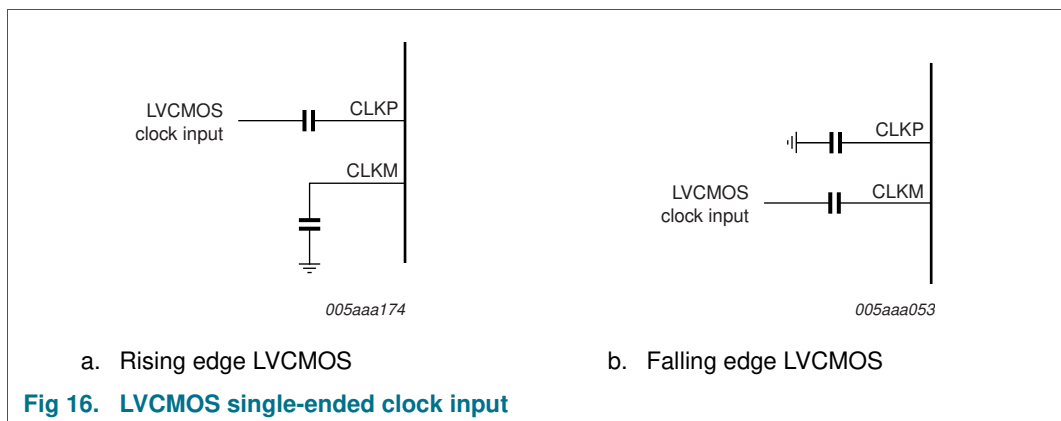 LVCMOS
clock input
CLKP
CLKM
005aaa174
CLKP
LVCMOS
clock input
CLKM
005aaa053
a. Rising edge LVCMOS
b. Falling edge LVCMOS
Fig 16. LVCMOS single-ended clock input